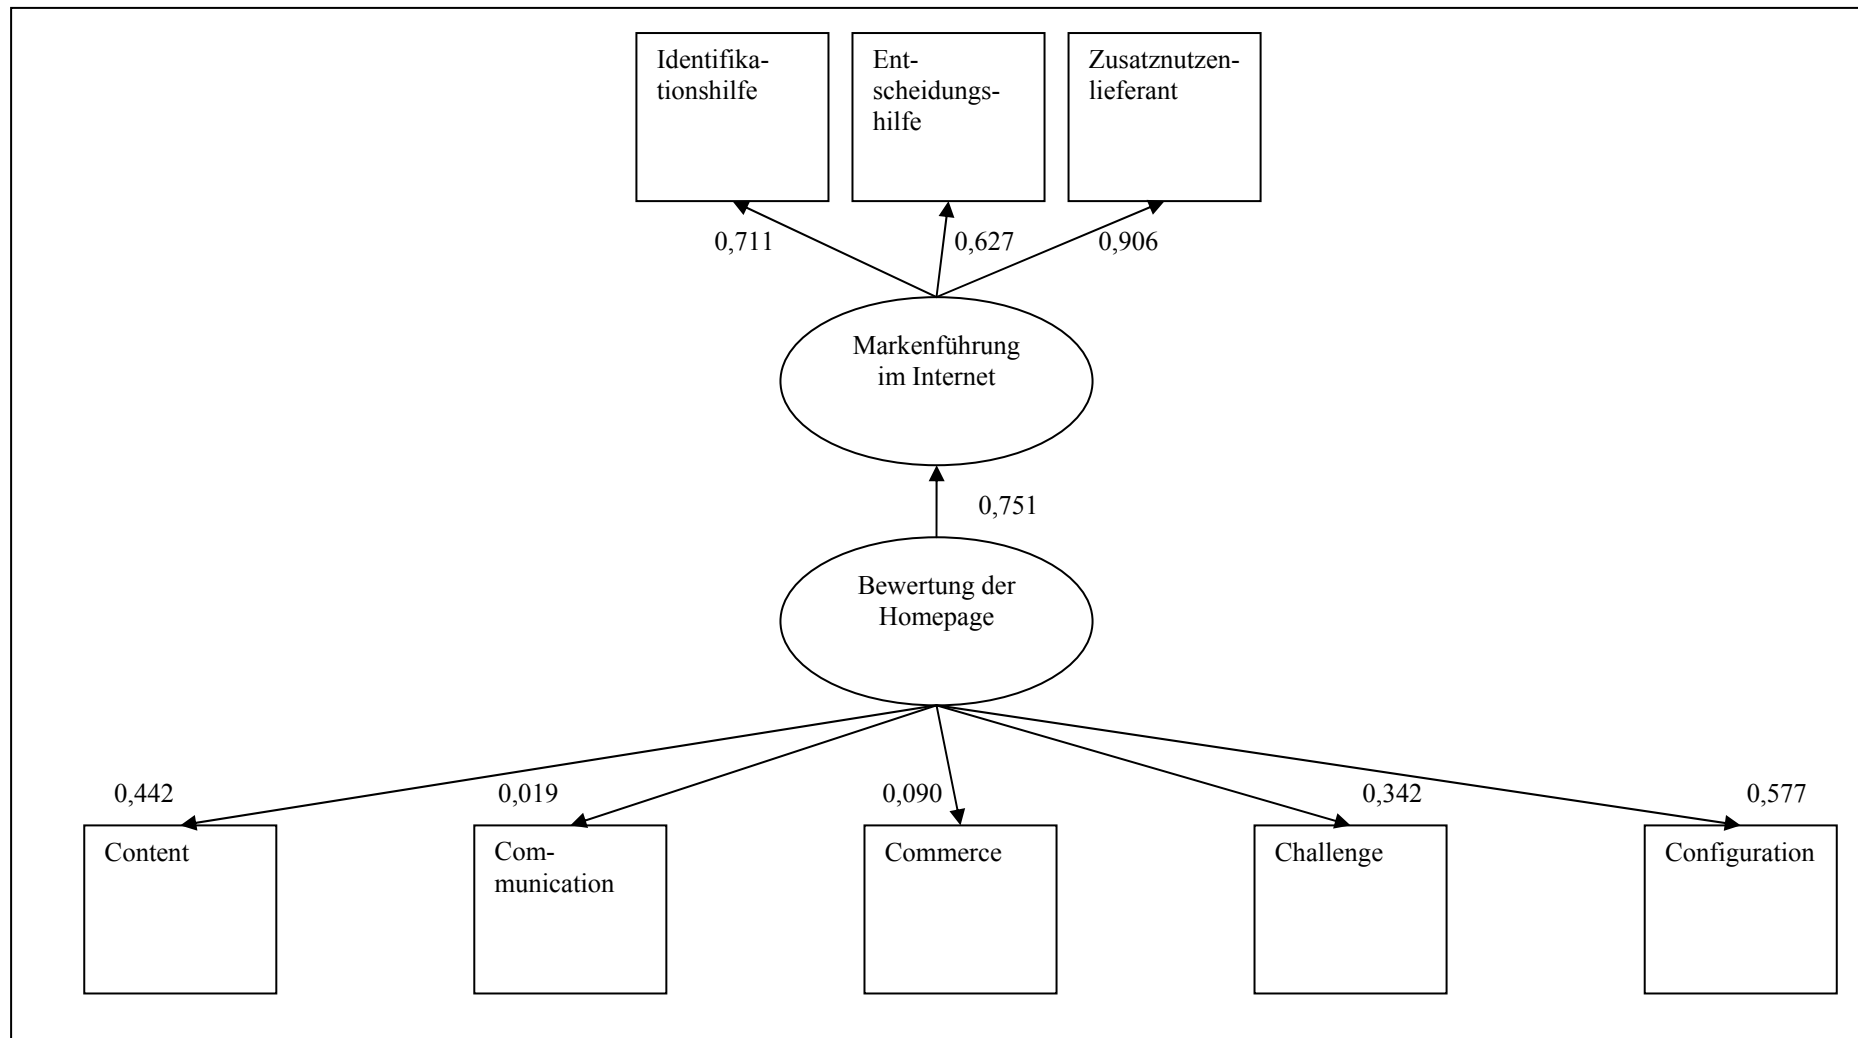 Identifika-
tionshilfe
Ent-
scheidungs-
hilfe
Zusatznutzen-
lieferant
0,711
0,627
0,906
Markenführung
im Internet
0,751
Bewertung der
Homepage
0,442
0,019
0,090
0,342
0,577
Content
Com-
munication
Commerce
Challenge
Configuration